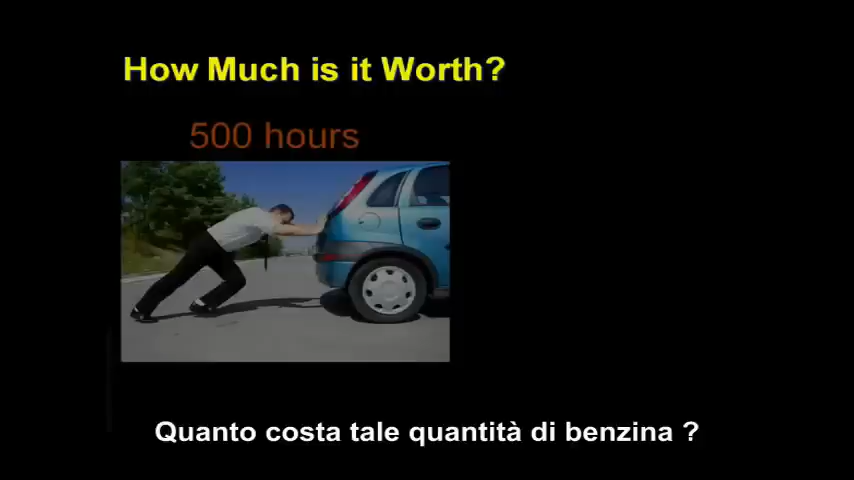 How Much is it Worth?
500 hours
Quanto costa tale quantità di benzina ?